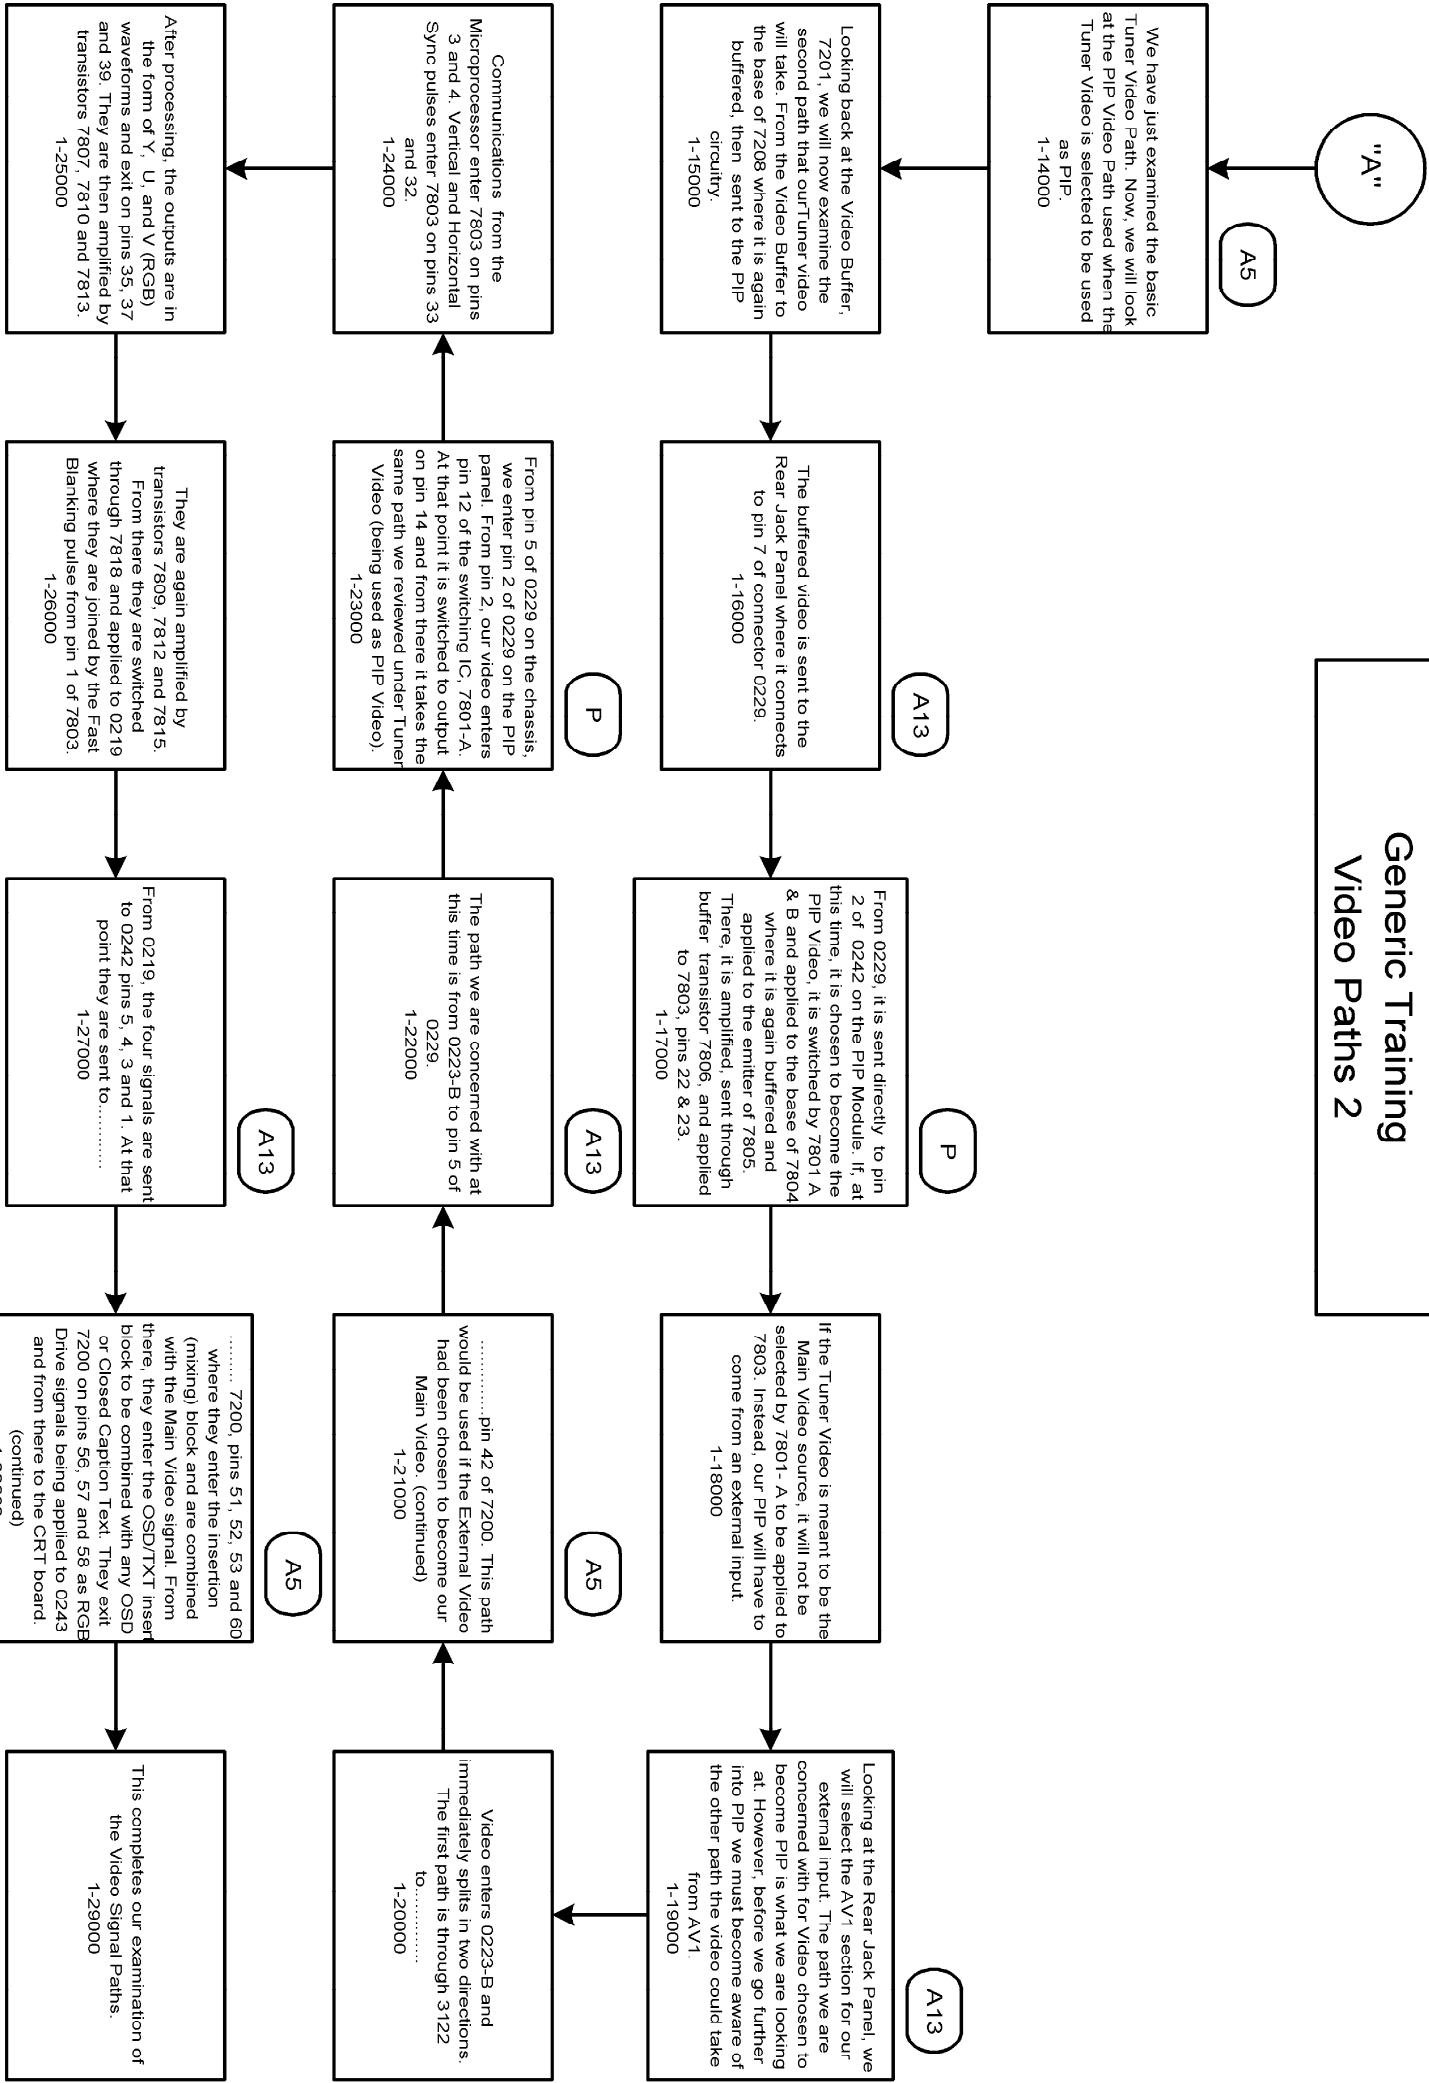 Generic Training
Video Paths 2
"A"
A5
We have just examined the basic
Tuner Video Path. Now, we will look
at the PIP Video Path used when the
Tuner Video is selected to be used
as PIP.
1-14000
Looking back at the Video Buffer,
7201, we will now examine the
second path that ourTuner video
will take. From the Video Buffer to
the base of 7208 where it is again
buffered, then sent to the PIP
circuitry.
1-15000
A13
The buffered video is sent to the
Rear Jack Panel where it connects
to pin 7 of connector 0229.
1-16000
P
From 0229, it is sent directly to pin
2 of 0242 on the PIP Module. If, at
this time, it is chosen to become the
PIP Video, it is switched by 7801 A
& B and applied to the base of 7804
where it is again buffered and
applied to the emitter of 7805.
There, it is amplified, sent through
buffer transistor 7806, and applied
to 7803, pins 22 & 23.
1-17000
If the Tuner Video is meant to be the
Main Video source, it will not be
selected by 7801- A to be applied to
7803. Instead, our PIP will have to
come from an external input.
1-18000
A13
Looking at the Rear Jack Panel, we
will select the AV1 section for our
external input. The path we are
concerned with for Video chosen to
become PIP is what we are looking
at. However, before we go further
into PIP we must become aware of
the other path the video could take
from AV1.
1-19000
Video enters 0223-B and
immediately splits in two directions.
The first path is through 3122
to.............
1-20000
A5
.............pin 42 of 7200. This path
would be used if the External Video
had been chosen to become our
Main Video. (continued)
1-21000
A13
The path we are concerned with at
this time is from 0223-B to pin 5 of
0229.
1-22000
P
From pin 5 of 0229 on the chassis,
we enter pin 2 of 0229 on the PIP
panel. From pin 2, our video enters
pin 12 of the switching IC, 7801-A.
At that point it is switched to output
on pin 14 and from there it takes the
same path we reviewed under Tuner
Video (being used as PIP Video).
1-23000
Communications from the
Microprocessor enter 7803 on pins
3 and 4. Vertical and Horizontal
Sync pulses enter 7803 on pins 33
and 32.
1-24000
After processing, the outputs are in
the form of Y, U, and V (RGB)
waveforms and exit on pins 35, 37
and 39. They are then amplified by
transistors 7807, 7810 and 7813.
1-25000
They are again amplified by
transistors 7809, 7812 and 7815.
From there they are switched
through 7818 and applied to 0219
where they are joined by the Fast
Blanking pulse from pin 1 of 7803.
1-26000
A13
From 0219, the four signals are sent
to 0242 pins 5, 4, 3 and 1. At that
point they are sent to............
1-27000
A5
......... 7200, pins 51, 52, 53 and 60
where they enter the insertion
(mixing) block and are combined
with the Main Video signal. From
there, they enter the OSD/TXT insert
block to be combined with any OSD
or Closed Caption Text. They exit
7200 on pins 56, 57 and 58 as RGB
Drive signals being applied to 0243
and from there to the CRT board.
(continued)
This completes our examination of
the Video Signal Paths.
1-29000